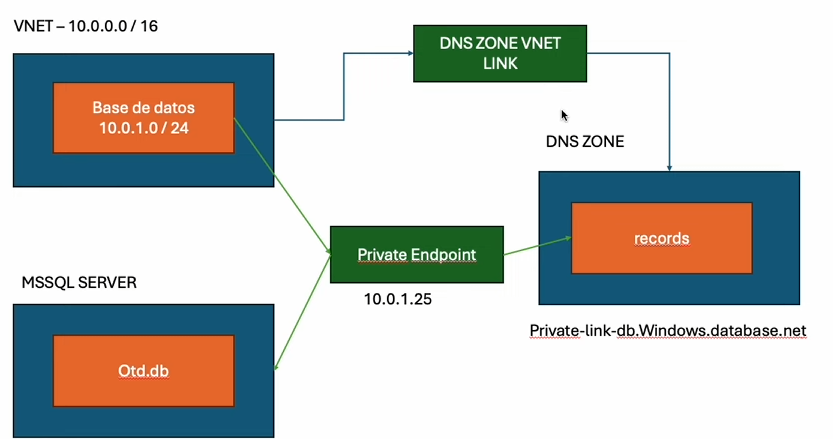 VNET – 10.0.0.0 / 16
DNS ZONE VNET
LINK
Base de datos
10.0.1.0 / 24
DNS ZONE
records
Private Endpoint
10.0.1.25
MSSQL SERVER
Private-link-db.Windows.database.net
Otd.db